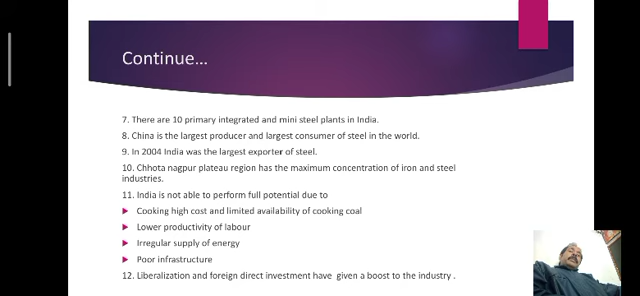 Continue...
7. There are 10 primary integrated and mini steel plants in India.
8. China is the largest producer and largest consumer of steel in the world.
9. In 2004 India was the largest exporter of steel.
10. Chhota nagpur plateau region has the maximum concentration of iron and steel
industries.
11. India is not able to perform full potential due to
Cooking high cost and limited availability of cooking coal
Lower productivity of labour
Irregular supply of energy
Poor infrastructure
12. Liberalization and foreign direct investment have given a boost to the industry .